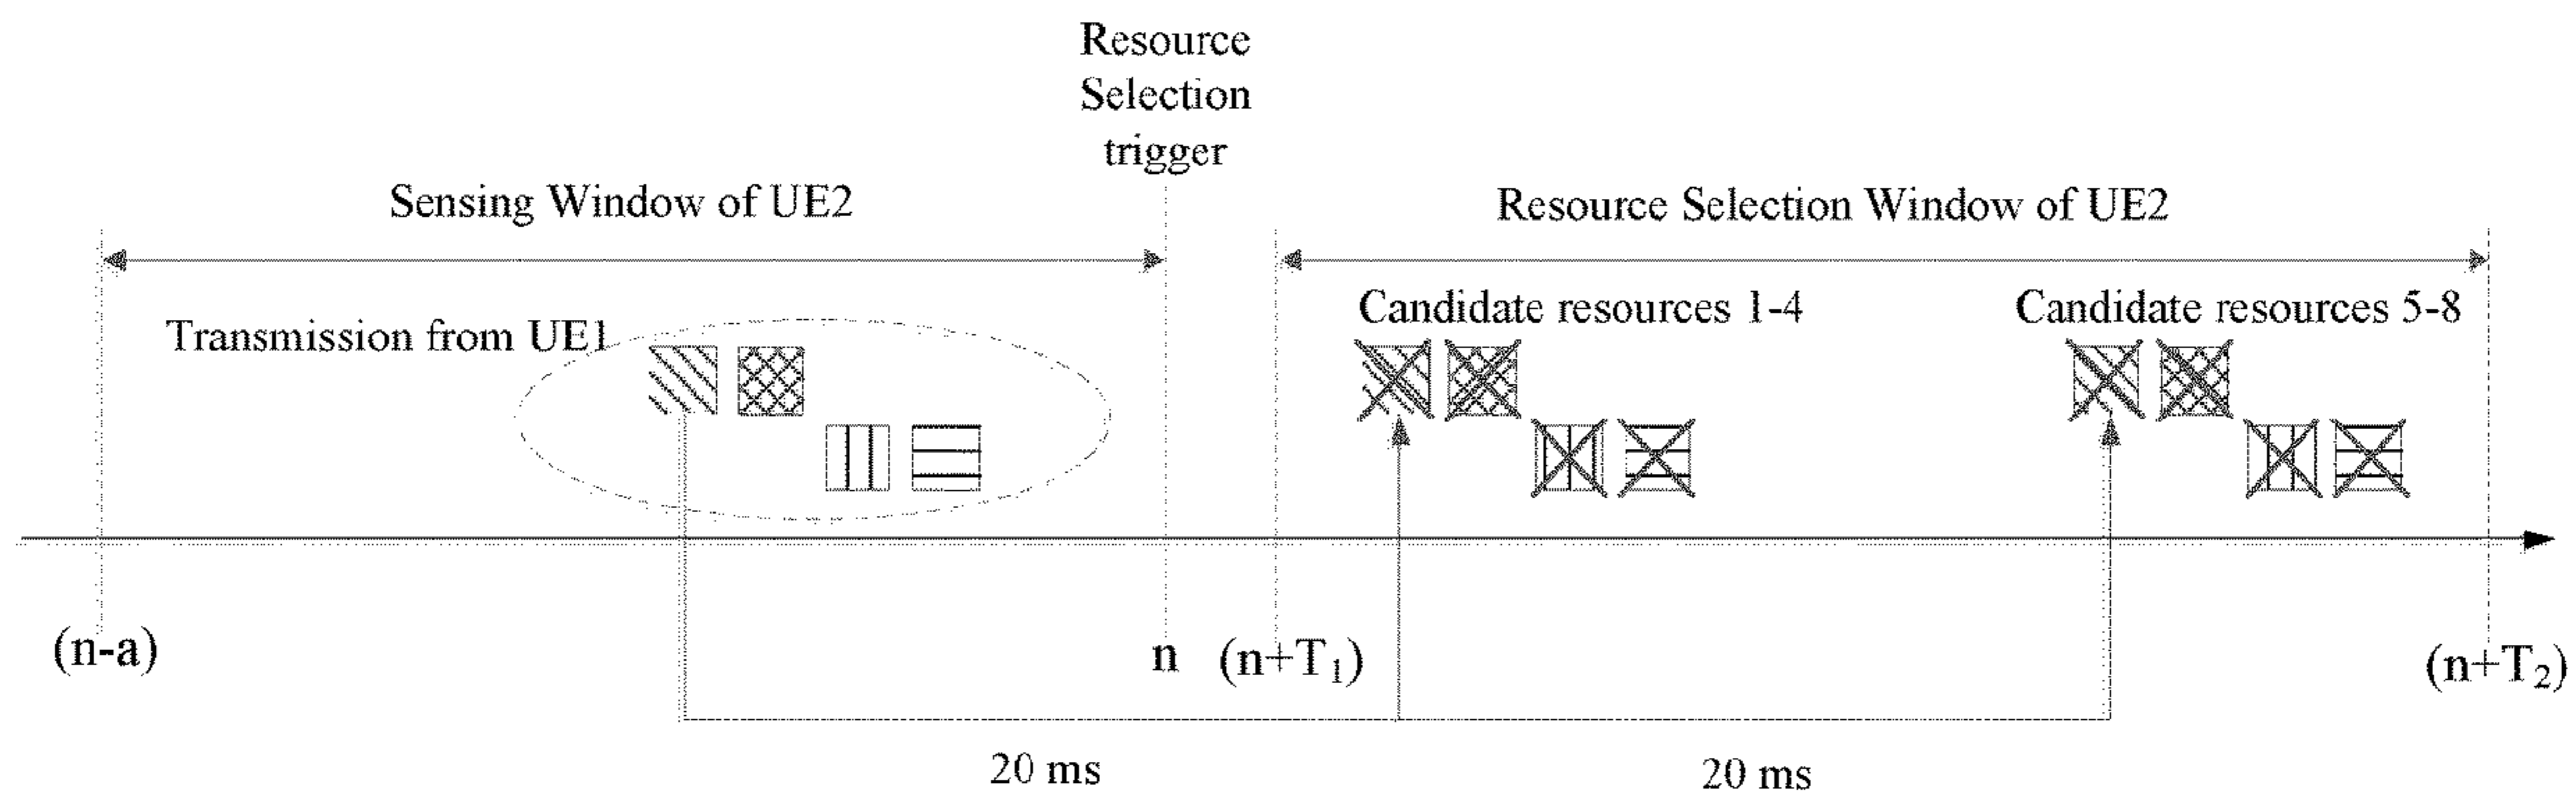 Resource
Selection
trigger
Sensing Window of UE2
Resource Selection Window of UE2
Transmission from UE1
Candidate resources 1-4
Candidate resources 5-8
(n-a)
n
(n+T₁)
(n+T₂)
20 ms
20 ms